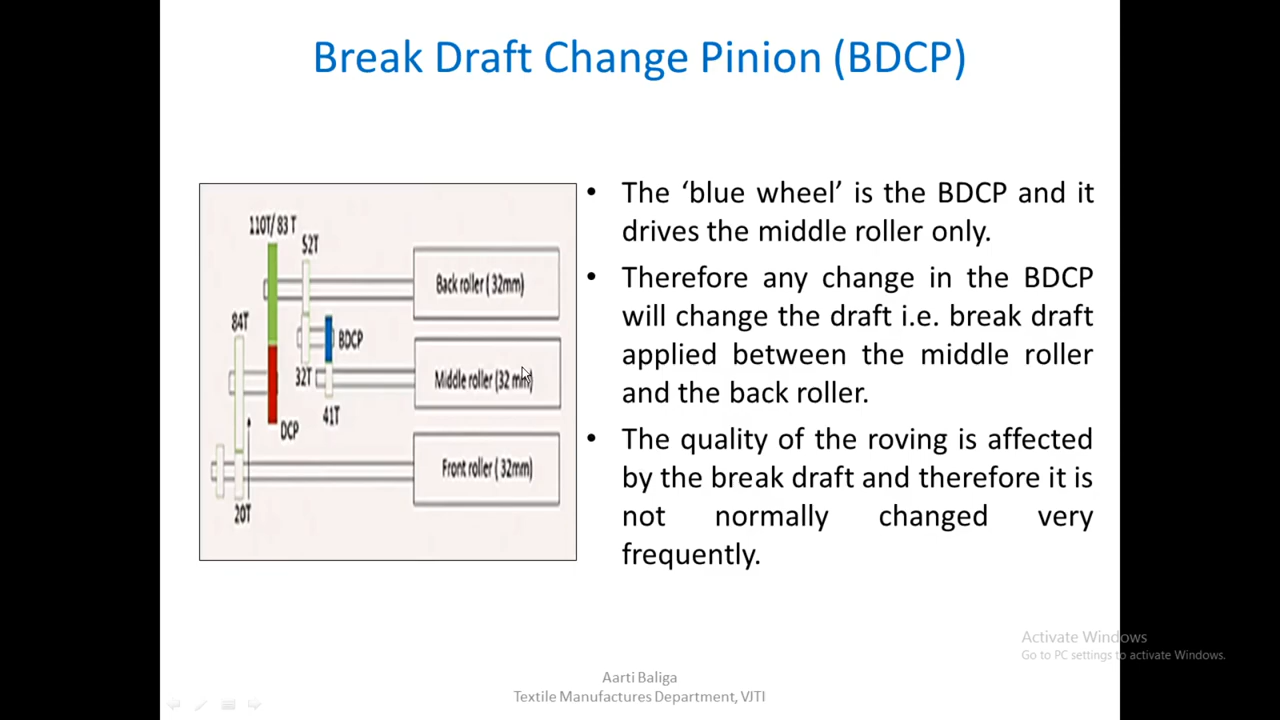 Break Draft Change Pinion (BDCP)
110T/ 83 T
52T
Back roller ( 32mm)
84T
BDCP
32T
Middle roller (32 mm)
41T
DCP
Front roller ( 32mm)
20T
• The ‘blue wheel’ is the BDCP and it
drives the middle roller only.
• Therefore any change in the BDCP
will change the draft i.e. break draft
applied between the middle roller
and the back roller.
• The quality of the roving is affected
by the break draft and therefore it is
not normally changed very
frequently.
Activate Windows
Go to PC settings to activate Windows.
Aarti Baliga
Textile Manufactures Department, VJTI